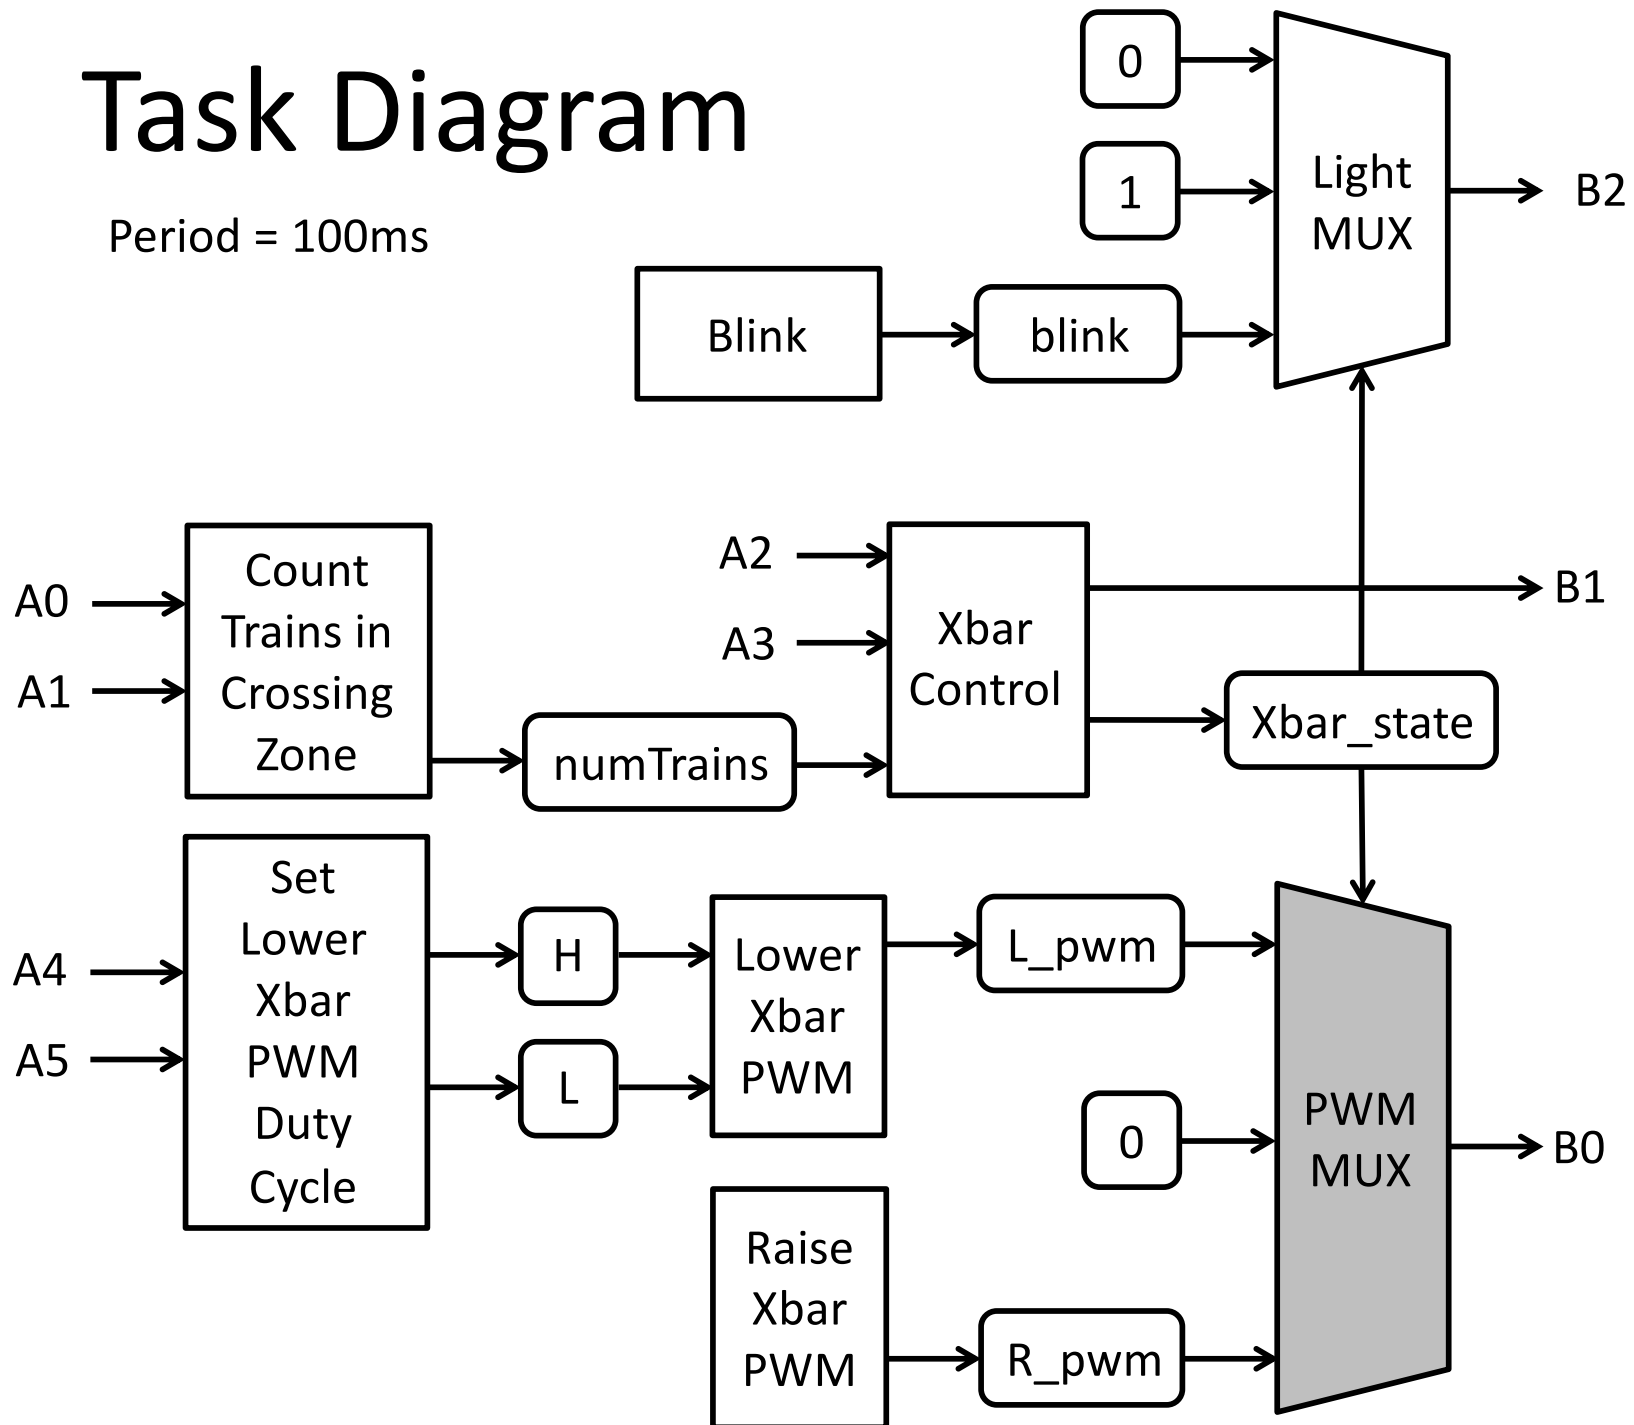 Task Diagram
Period = 100ms
0
1
Light
MUX
B2
Blink
blink
A0
A1
Count
Trains in
Crossing
Zone
numTrains
A2
A3
Xbar
Control
B1
Xbar_state
A4
A5
Set
Lower
Xbar
PWM
Duty
Cycle
H
L
Lower
Xbar
PWM
L_pwm
0
PWM
MUX
B0
Raise
Xbar
PWM
R_pwm